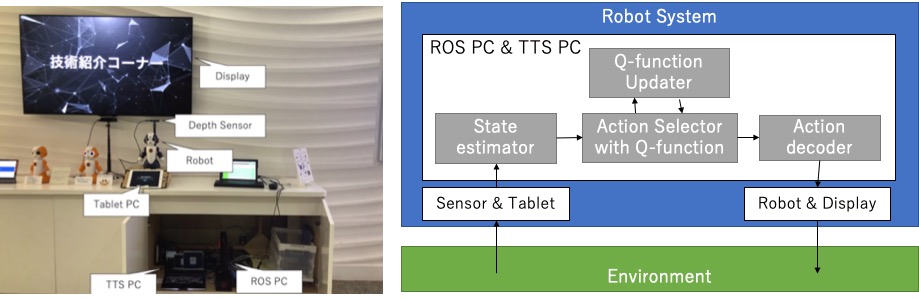 技術紹介コーナー
Display
Depth Sensor
Robot
Tablet PC
TTS PC
ROS PC
Robot System
ROS PC & TTS PC
Q-function
Updater
State
estimator
Action Selector
with Q-function
Action
decoder
Sensor & Tablet
Robot & Display
Environment